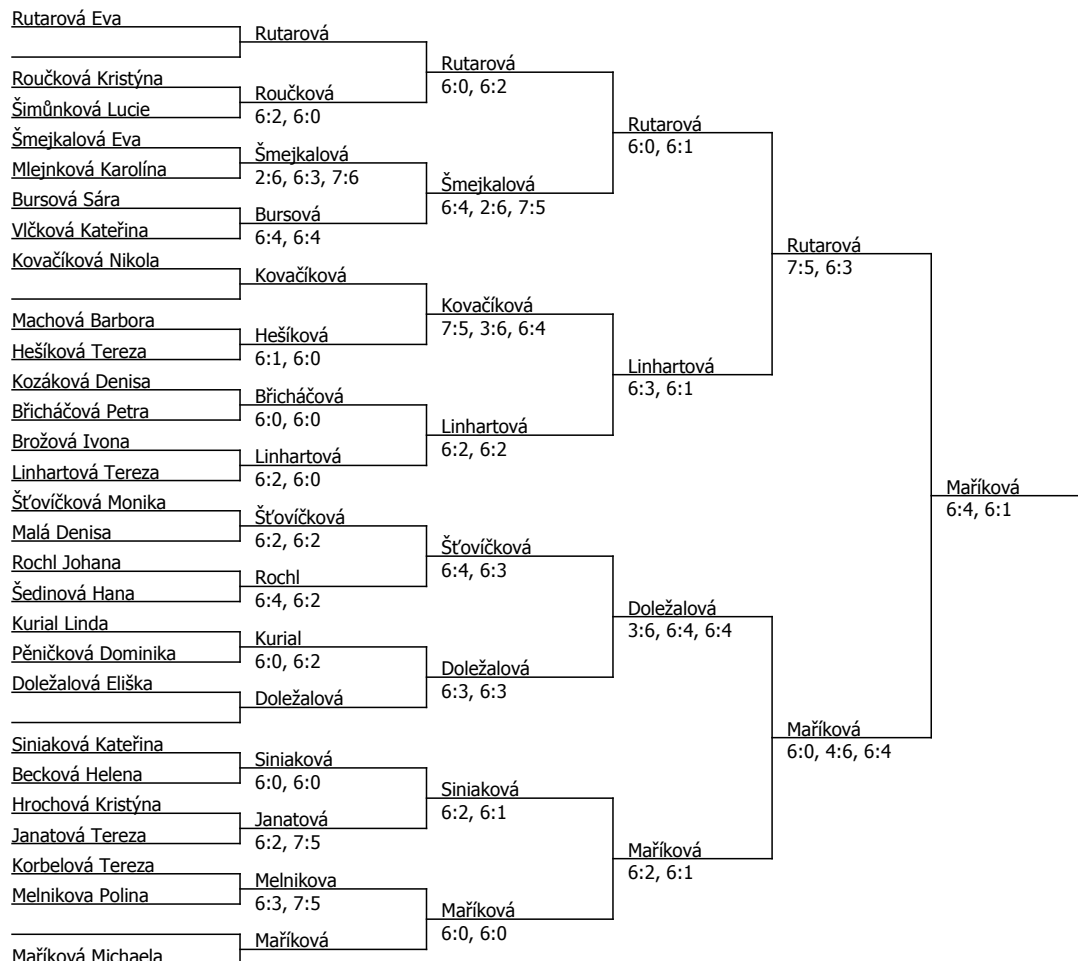 Rutarová Eva
Roučková Kristýna
Šimůnková Lucie
Šmejkalová Eva
Mlejnková Karolína
Bursová Sára
Vlčková Kateřina
Kovačíková Nikola
Machová Barbora
Hešíková Tereza
Kozáková Denisa
Břicháčová Petra
Brožová Ivona
Linhartová Tereza
Šťovíčková Monika
Malá Denisa
Rochl Johana
Šedinová Hana
Kurial Linda
Pěničková Dominika
Doležalová Eliška
Siniaková Kateřina
Becková Helena
Hrochová Kristýna
Janatová Tereza
Korbelová Tereza
Melnikova Polina
Maříková Michaela
Rutarová
Roučková
6:2, 6:0
Šmejkalová
2:6, 6:3, 7:6
Bursová
6:4, 6:4
Kovačíková
Hešíková
6:1, 6:0
Břicháčová
6:0, 6:0
Linhartová
6:2, 6:0
Šťovíčková
6:2, 6:2
Rochl
6:4, 6:2
Kurial
6:0, 6:2
Doležalová
Siniaková
6:0, 6:0
Janatová
6:2, 7:5
Melnikova
6:3, 7:5
Maříková
Rutarová
6:0, 6:2
Šmejkalová
6:4, 2:6, 7:5
Kovačíková
7:5, 3:6, 6:4
Linhartová
6:2, 6:2
Šťovíčková
6:4, 6:3
Doležalová
6:3, 6:3
Siniaková
6:2, 6:1
Maříková
6:0, 6:0
Rutarová
6:0, 6:1
Linhartová
6:3, 6:1
Doležalová
3:6, 6:4, 6:4
Maříková
6:2, 6:1
Rutarová
7:5, 6:3
Maříková
6:0, 4:6, 6:4
Maříková
6:4, 6:1